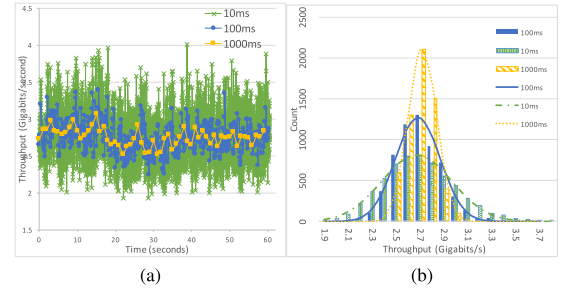 10ms
100ms
1000ms
Throughput (Gigabits/second)
4.5
4
3.5
3
2.5
2
1.5
0 10 20 30 40 50 60
Time (seconds)
(a)
(b)
Count
2500
2000
1500
1000
500
0
100ms
10ms
1000ms
100ms
10ms
1000ms
1.9 2.1 2.3 2.5 2.7 2.9 3.1 3.3 3.5 3.7
Throughput (Gigabits/s)
(b)